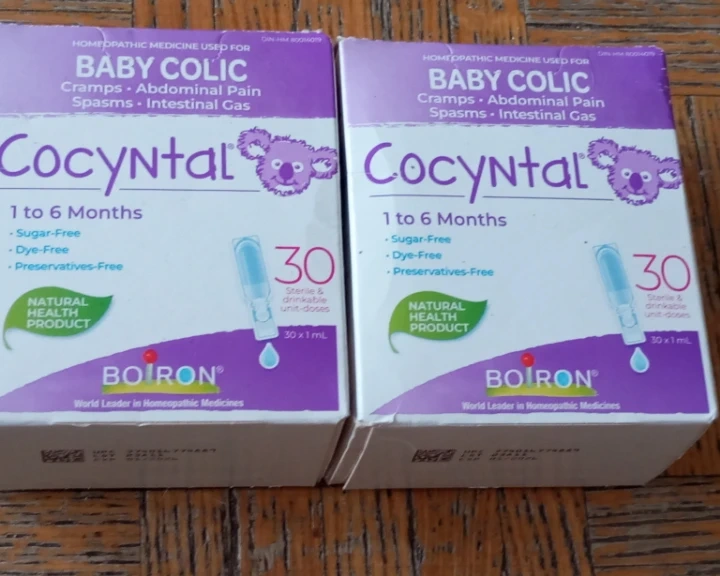 HOMEOPATHIC MEDICINE USED FOR
BABY COLIC
Cramps • Abdominal Pain
Spasms • Intestinal Gas
Cocyntal®
1 to 6 Months
• Sugar-Free
• Dye-Free
• Preservatives-Free
30
Sterile &
drinkable
unit-doses
NATURAL
HEALTH
PRODUCT
30 x 1 mL
BOIRON®
World Leader in Homeopathic Medicines
HOMEOPATHIC MEDICINE USED FOR
BABY COLIC
Cramps • Abdominal Pain
Spasms • Intestinal Gas
Cocyntal®
1 to 6 Months
• Sugar-Free
• Dye-Free
• Preservatives-Free
30
Sterile &
drinkable
unit-doses
NATURAL
HEALTH
PRODUCT
30 x 1 mL
BOIRON®
World Leader in Homeopathic Medicines